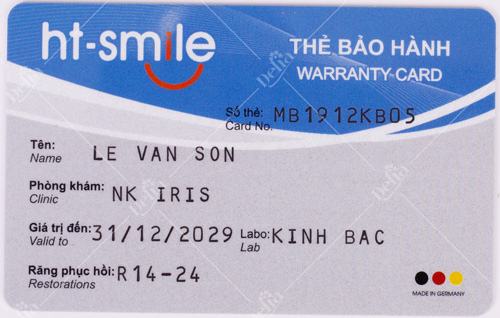 ht-smile
THẺ BẢO HÀNH
WARRANTY CARD
Số thẻ: MB1912KB05
Card No.
Tên: LE VAN SON
Name
Phòng khám: NK IRIS
Clinic
Giá trị đến: 31/12/2029 Labo: KINH BAC
Valid to Lab
Răng phục hồi: R14-24
Restorations
MADE IN GERMANY
Delta